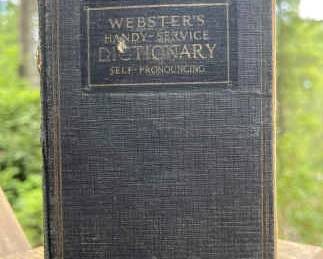 WEBSTER'S
HANDY-SERVICE
DICTIONARY
SELF-PRONOUNCING